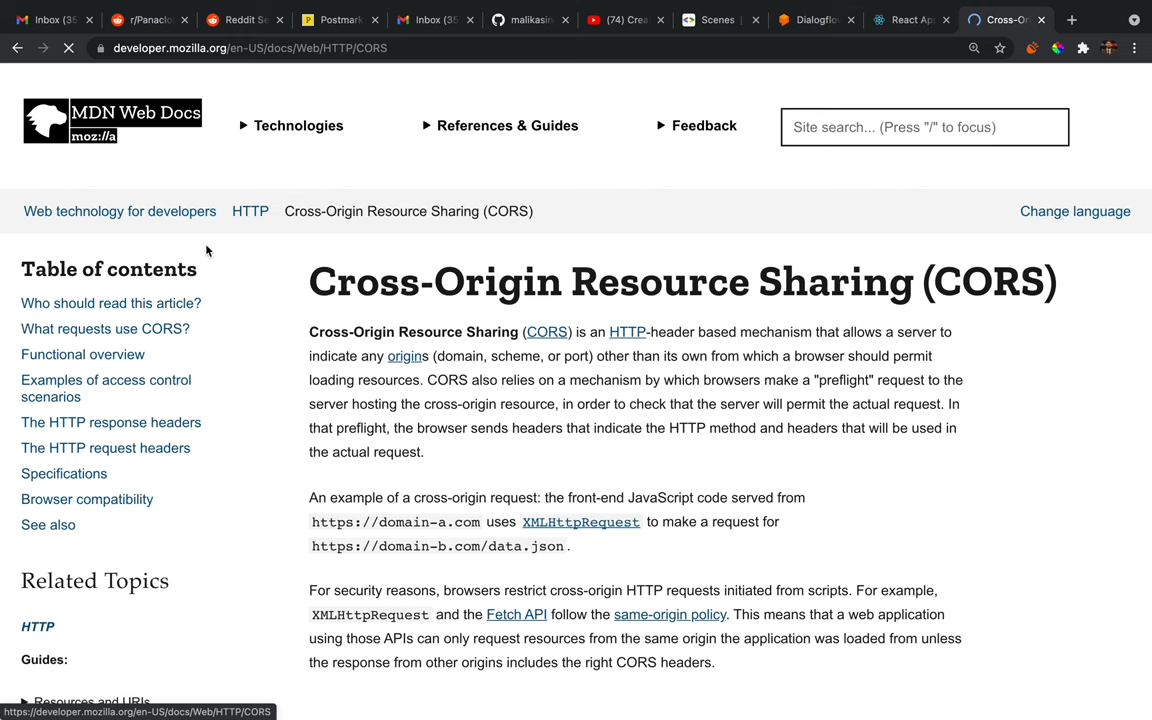 Inbox (35
r/Panaclo
Reddit Se
Postmark
Inbox (35
malikasin
(74) Crea
Scenes
Dialogflow
React Ap
Cross-Ori
developer.mozilla.org/en-US/docs/Web/HTTP/CORS
MDN Web Docs
moz://a
Technologies
References & Guides
Feedback
Site search... (Press "/" to focus)
Web technology for developers
HTTP
Cross-Origin Resource Sharing (CORS)
Change language
Table of contents
Who should read this article?
What requests use CORS?
Functional overview
Examples of access control
scenarios
The HTTP response headers
The HTTP request headers
Specifications
Browser compatibility
See also
Related Topics
HTTP
Guides:
Resources and URIs
https://developer.mozilla.org/en-US/docs/Web/HTTP/CORS
Cross-Origin Resource Sharing (CORS)
Cross-Origin Resource Sharing (CORS) is an HTTP-header based mechanism that allows a server to
indicate any origins (domain, scheme, or port) other than its own from which a browser should permit
loading resources. CORS also relies on a mechanism by which browsers make a "preflight" request to the
server hosting the cross-origin resource, in order to check that the server will permit the actual request. In
that preflight, the browser sends headers that indicate the HTTP method and headers that will be used in
the actual request.
An example of a cross-origin request: the front-end JavaScript code served from
https://domain-a.com uses XMLHttpRequest to make a request for
https://domain-b.com/data.json.
For security reasons, browsers restrict cross-origin HTTP requests initiated from scripts. For example,
XMLHttpRequest and the Fetch API follow the same-origin policy. This means that a web application
using those APIs can only request resources from the same origin the application was loaded from unless
the response from other origins includes the right CORS headers.